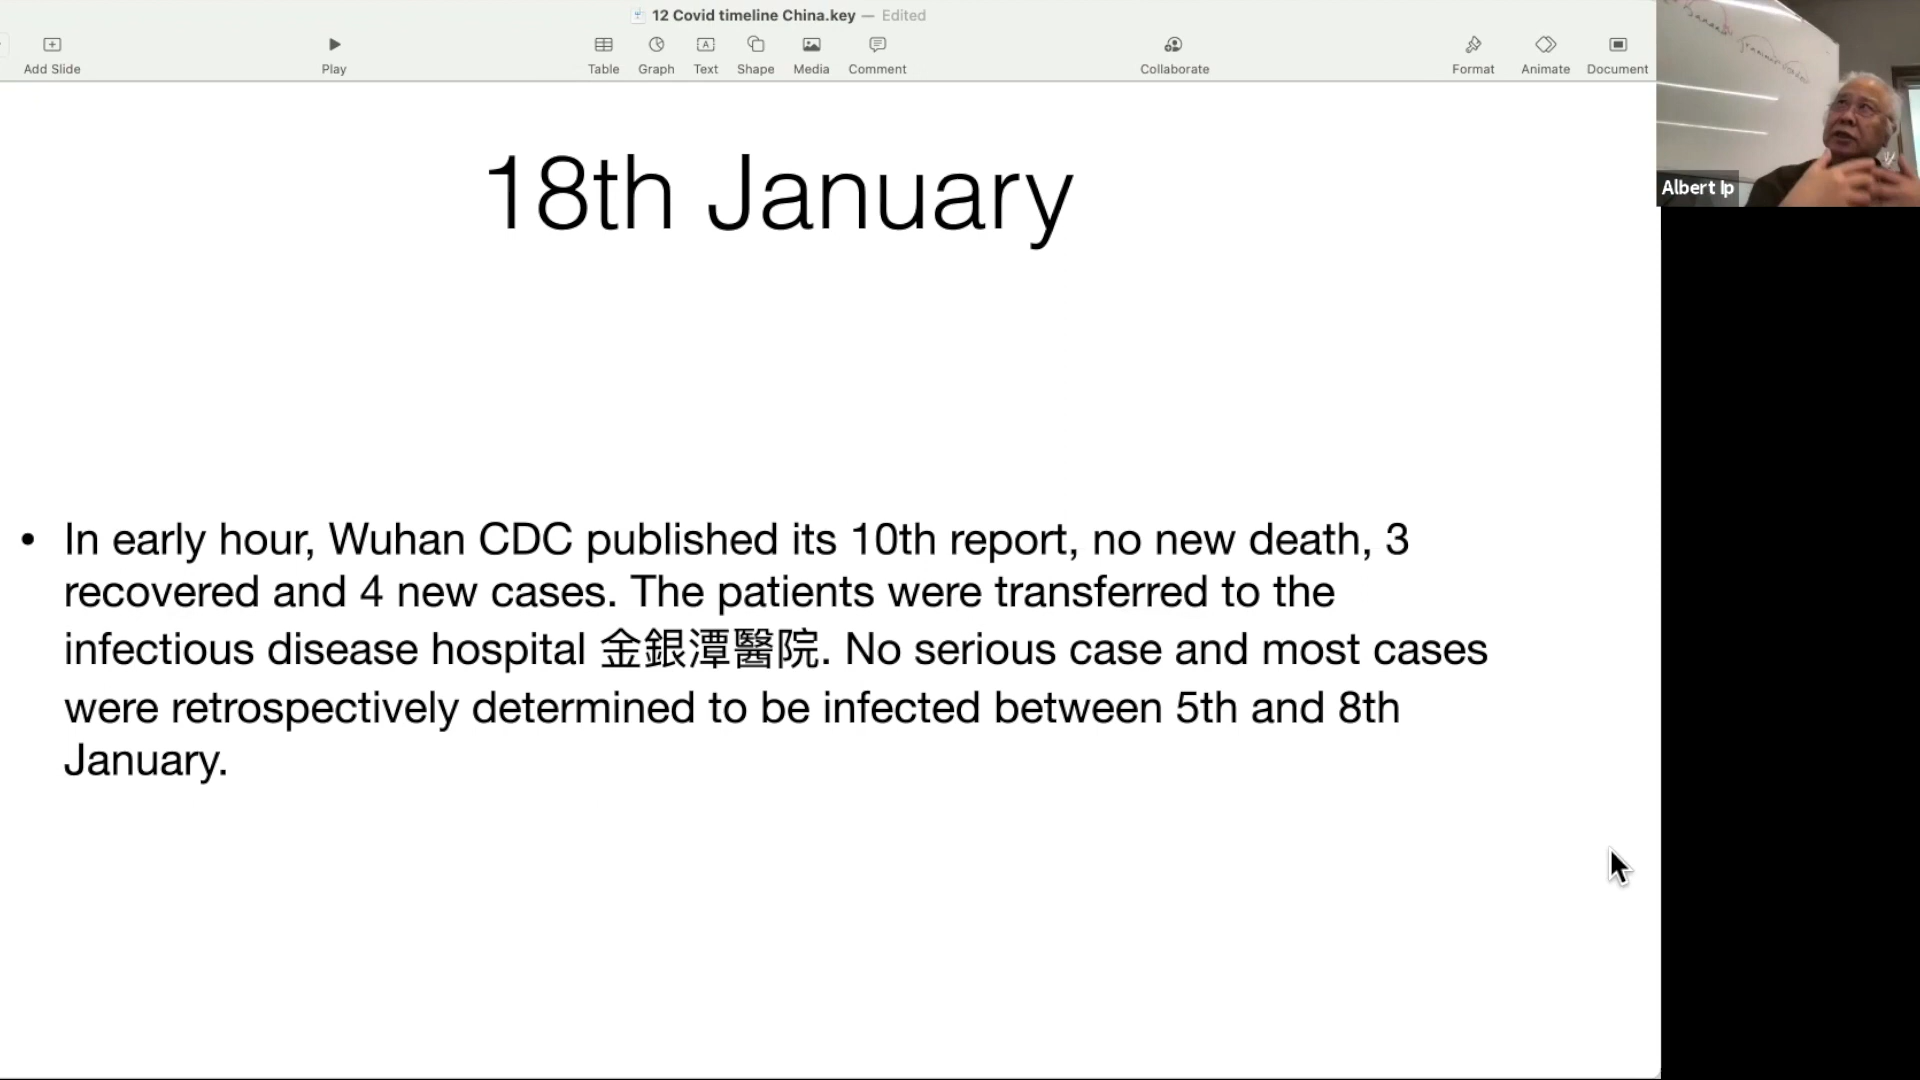 12 Covid timeline China.key — Edited
Add Slide
Play
Table
Graph
Text
Shape
Media
Comment
Collaborate
Format
Animate
Document
Albert Ip
18th January
• In early hour, Wuhan CDC published its 10th report, no new death, 3
recovered and 4 new cases. The patients were transferred to the
infectious disease hospital 金銀潭醫院. No serious case and most cases
were retrospectively determined to be infected between 5th and 8th
January.